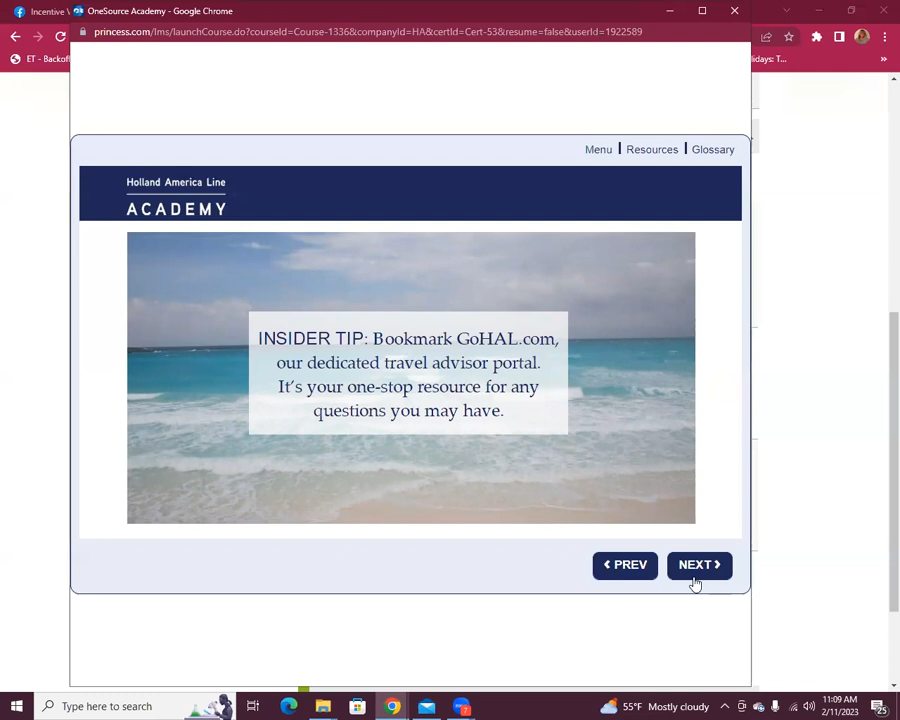 Incentive V
OneSource Academy - Google Chrome
princess.com/lms/launchCourse.do?courseId=Course-1336&companyId=HA&certId=Cert-53&resume=false&userId=1922589
ET - Backoff
lidays: T...
»
Menu | Resources | Glossary
Holland America Line
ACADEMY
INSIDER TIP: Bookmark GoHAL.com,
our dedicated travel advisor portal.
It's your one-stop resource for any
questions you may have.
‹ PREV
NEXT ›
Type here to search
55°F Mostly cloudy
11:09 AM
2/11/2023
25